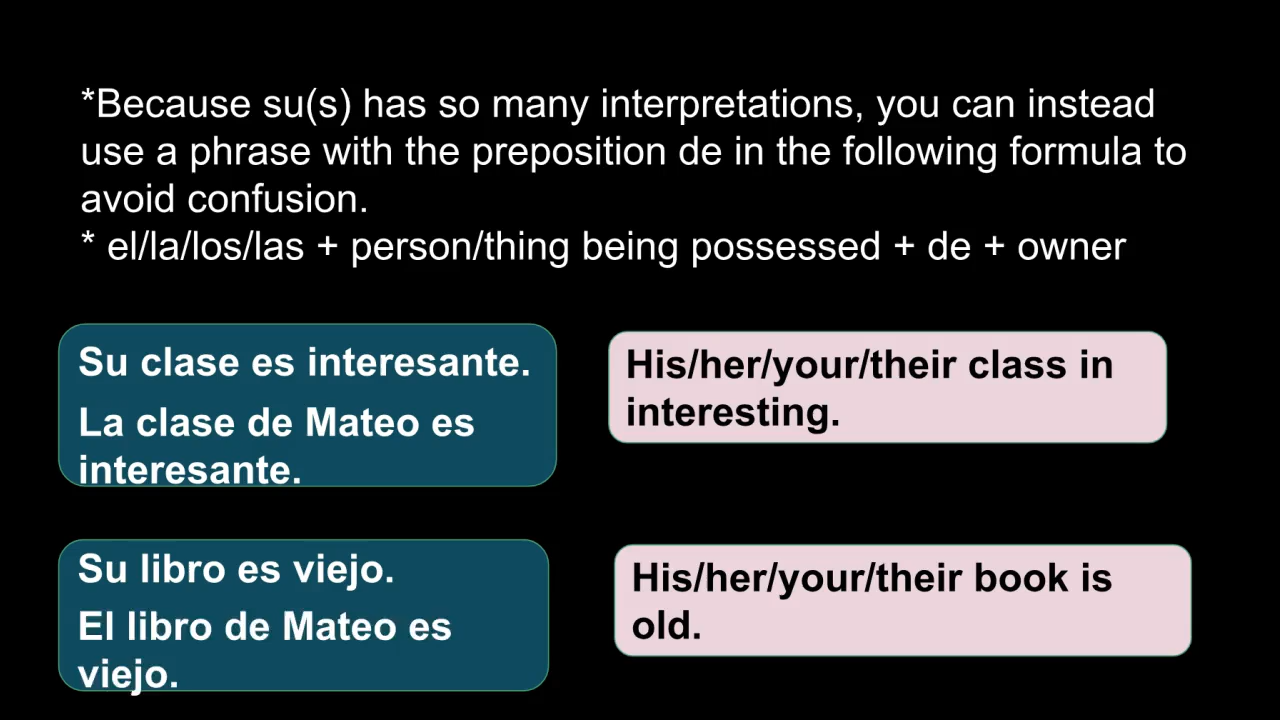 *Because su(s) has so many interpretations, you can instead
use a phrase with the preposition de in the following formula to
avoid confusion.
* el/la/los/las + person/thing being possessed + de + owner
Su clase es interesante.
La clase de Mateo es
interesante.
His/her/your/their class in
interesting.
Su libro es viejo.
El libro de Mateo es
viejo.
His/her/your/their book is
old.